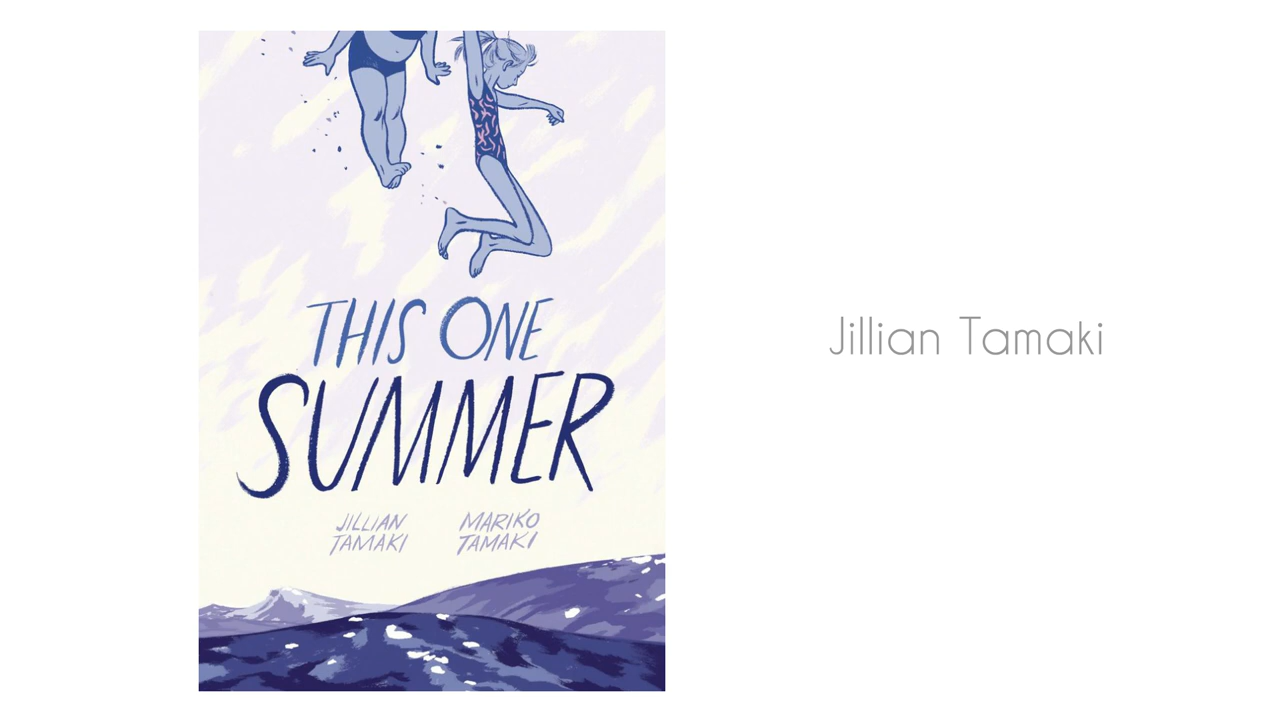 THIS ONE
SUMMER
JILLIAN
TAMAKI
MARIKO
TAMAKI
Jillian Tamaki